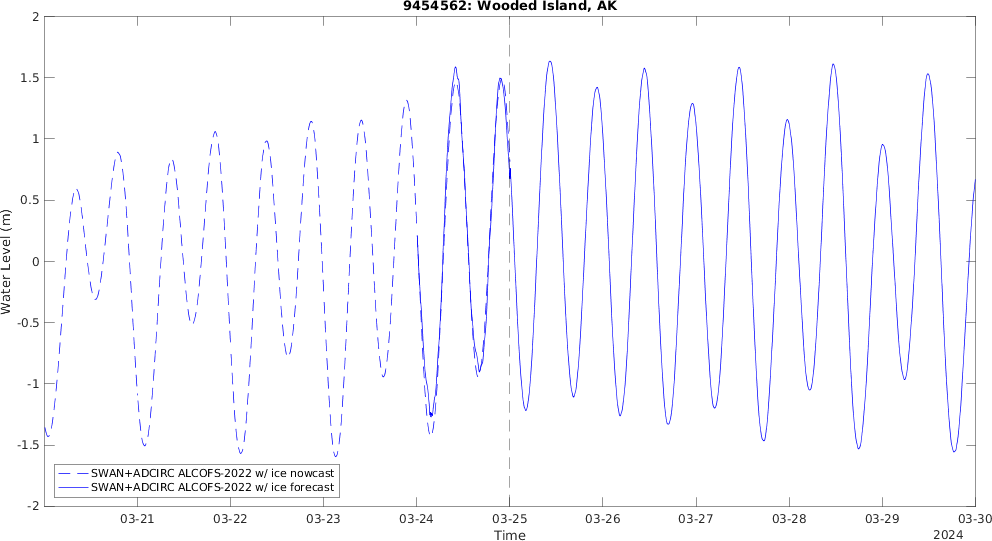 9454562: Wooded Island, AK
Water Level (m)
2
1.5
1
0.5
0
-0.5
-1
-1.5
-2
SWAN+ADCIRC ALCOFS-2022 w/ ice nowcast
SWAN+ADCIRC ALCOFS-2022 w/ ice forecast
03-21 03-22 03-23 03-24 03-25 03-26 03-27 03-28 03-29 03-30
Time
2024